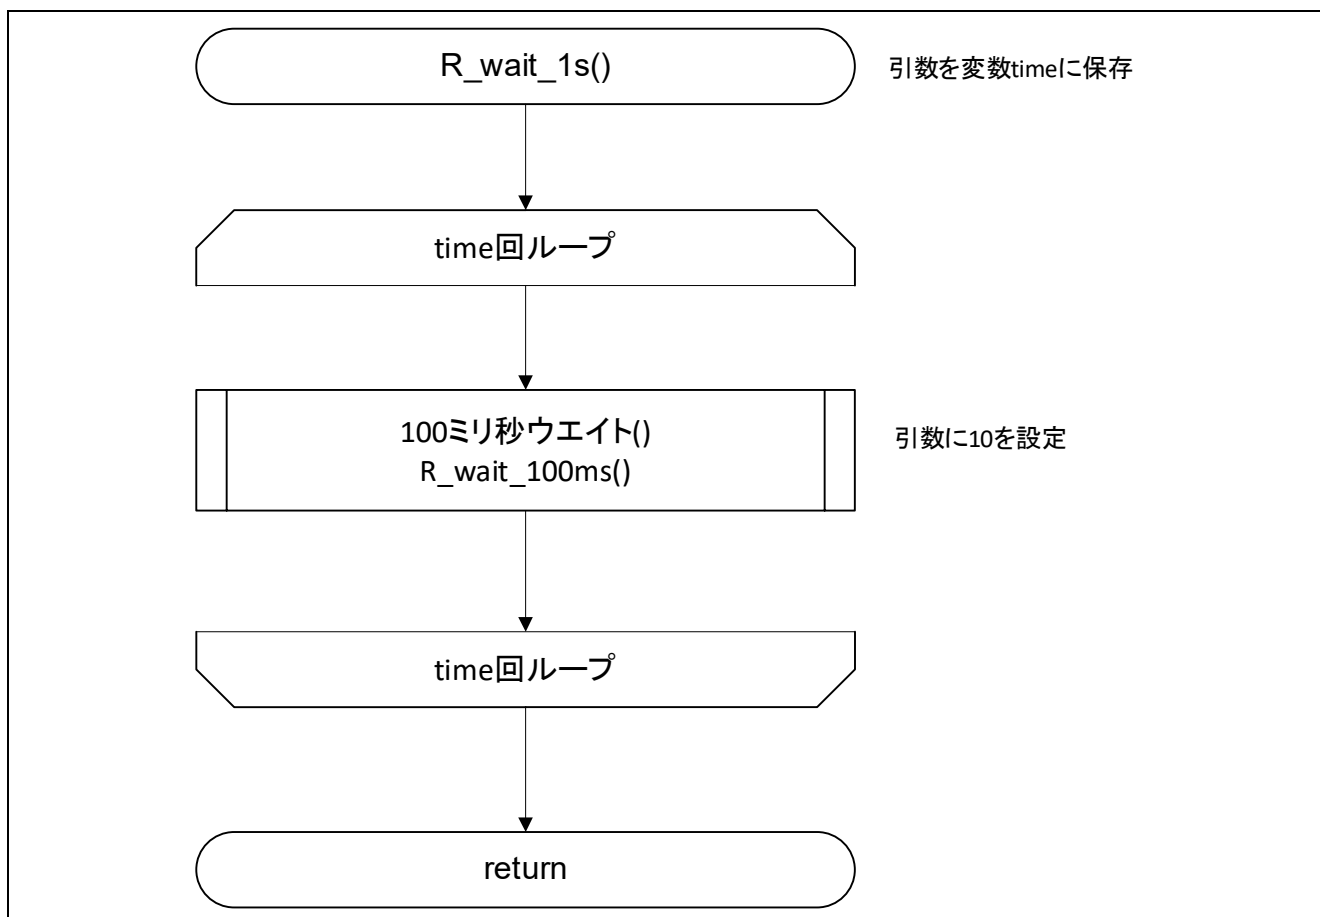 R_wait_1s()
引数を変数timeに保存
time回ループ
100ミリ秒ウエイト()
R_wait_100ms()
引数に10を設定
time回ループ
return